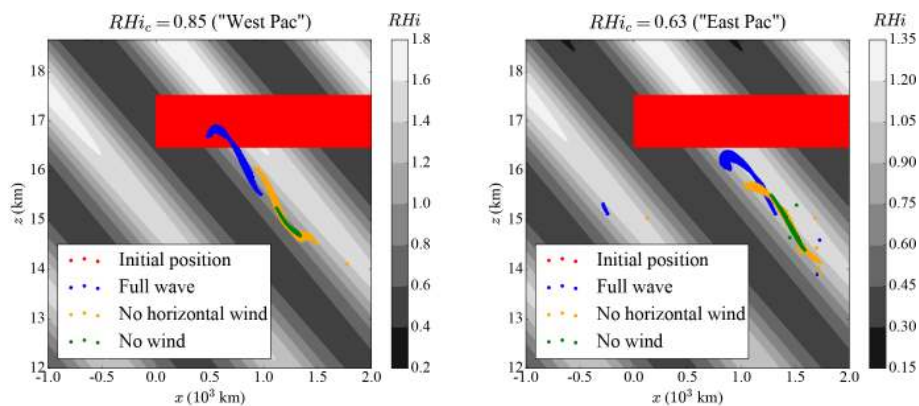 RHi_c = 0.85 ("West Pac")
RHi
18
17
16
15
14
13
12
z (km)
-1.0
-0.5
0.0
0.5
1.0
1.5
2.0
x (10^3 km)
Initial position
Full wave
No horizontal wind
No wind
1.8
1.6
1.4
1.2
1.0
0.8
0.6
0.4
0.2
RHi_c = 0.63 ("East Pac")
RHi
18
17
16
15
14
13
12
z (km)
-1.0
-0.5
0.0
0.5
1.0
1.5
2.0
x (10^3 km)
Initial position
Full wave
No horizontal wind
No wind
1.35
1.20
1.05
0.90
0.75
0.60
0.45
0.30
0.15